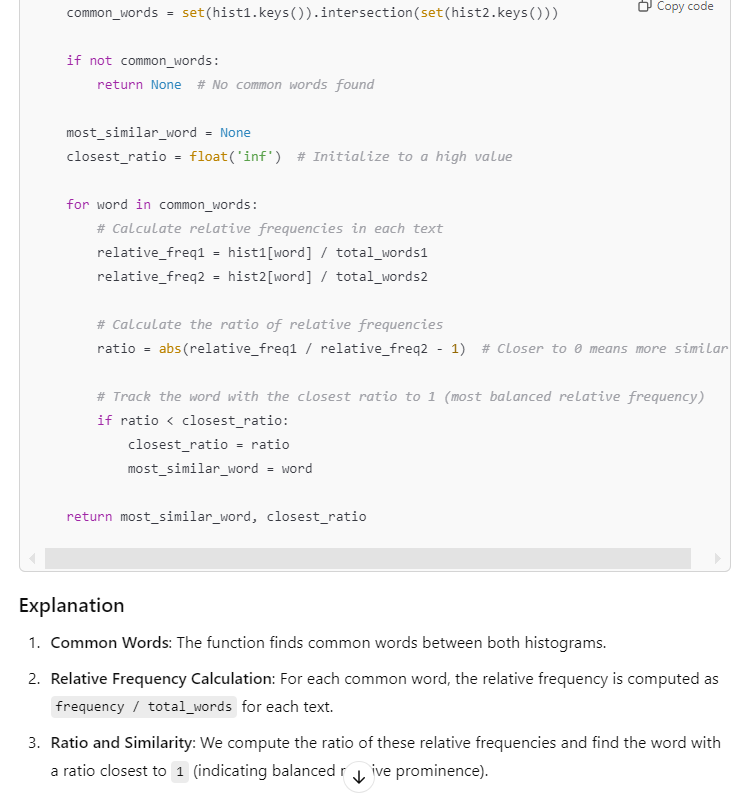 Copy code
common_words = set(hist1.keys()).intersection(set(hist2.keys()))
if not common_words:
return None  # No common words found
most_similar_word = None
closest_ratio = float('inf')  # Initialize to a high value
for word in common_words:
# Calculate relative frequencies in each text
relative_freq1 = hist1[word] / total_words1
relative_freq2 = hist2[word] / total_words2
# Calculate the ratio of relative frequencies
ratio = abs(relative_freq1 / relative_freq2 - 1)  # Closer to 0 means more similar
# Track the word with the closest ratio to 1 (most balanced relative frequency)
if ratio < closest_ratio:
closest_ratio = ratio
most_similar_word = word
return most_similar_word, closest_ratio
Explanation
1. Common Words: The function finds common words between both histograms.
2. Relative Frequency Calculation: For each common word, the relative frequency is computed as
frequency / total_words for each text.
3. Ratio and Similarity: We compute the ratio of these relative frequencies and find the word with
a ratio closest to 1 (indicating balanced prominence).